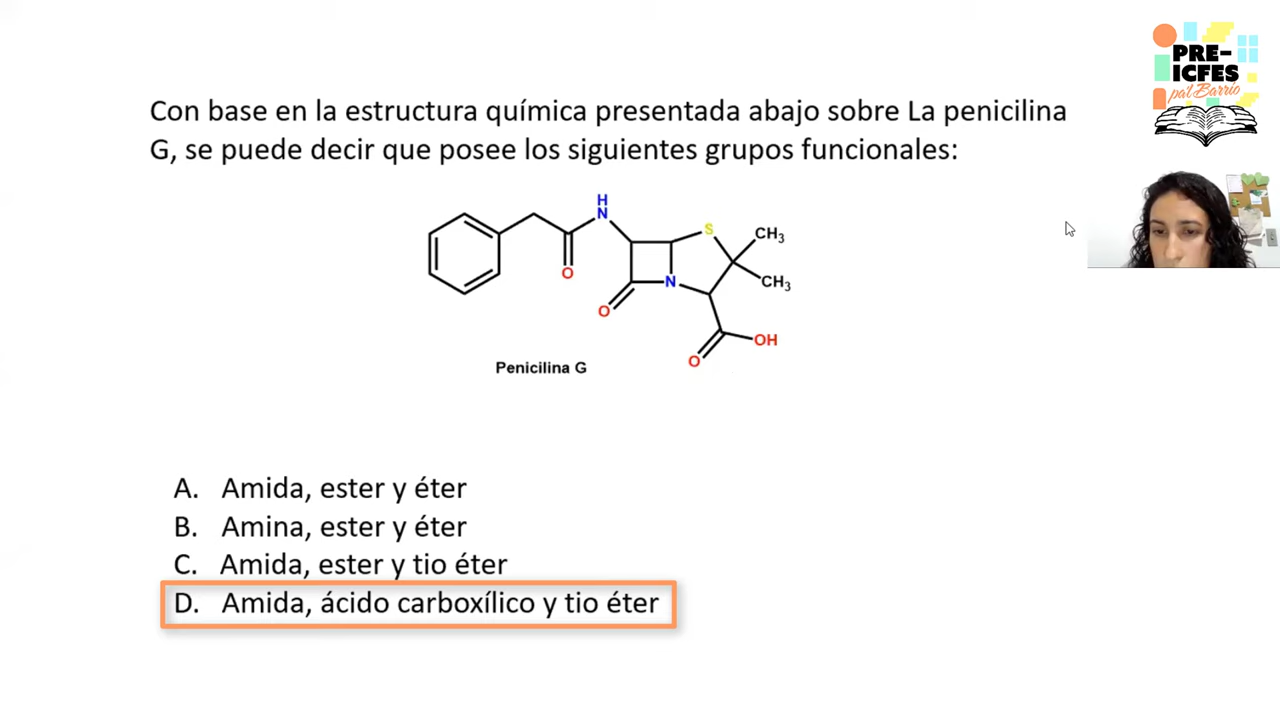 PRE-
ICFES
pa'l Barrio
Con base en la estructura química presentada abajo sobre La penicilina
G, se puede decir que posee los siguientes grupos funcionales:
H
N
O
O
N
S
CH3
CH3
O
OH
Penicilina G
A. Amida, ester y éter
B. Amina, ester y éter
C. Amida, ester y tio éter
D. Amida, ácido carboxílico y tio éter